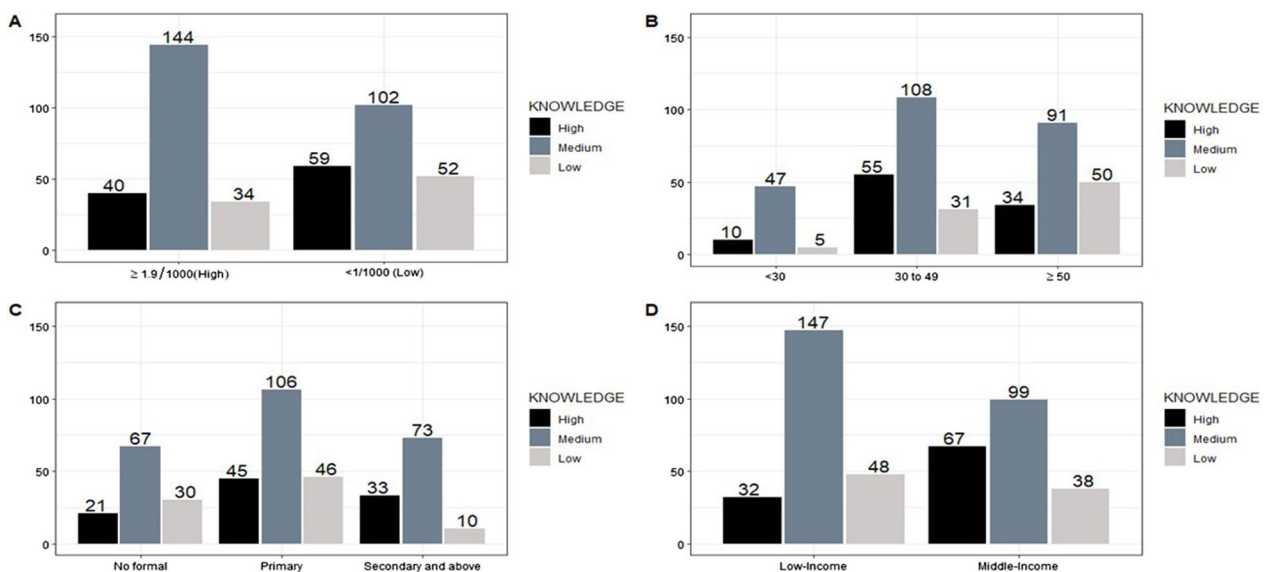 A
150
100
50
0
144
102
59
52
40
34
≥ 1.9/1000(High)
<1/1000 (Low)
KNOWLEDGE
High
Medium
Low
B
150
100
50
0
108
91
55
47
50
34
31
10
5
<30
30 to 49
≥ 50
KNOWLEDGE
High
Medium
Low
C
150
100
50
0
106
67
73
45
46
30
33
21
10
No formal
Primary
Secondary and above
KNOWLEDGE
High
Medium
Low
D
150
100
50
0
147
99
67
48
32
38
Low-Income
Middle-Income
KNOWLEDGE
High
Medium
Low